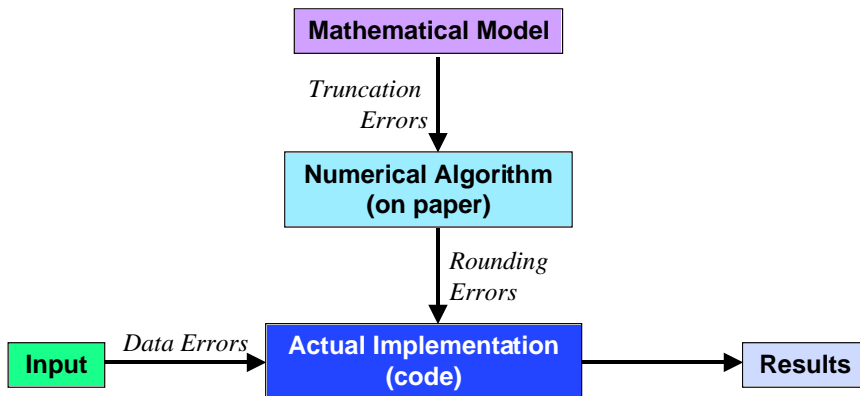 Mathematical Model
Truncation
Errors
Numerical Algorithm
(on paper)
Rounding
Errors
Data Errors
Input
Actual Implementation
(code)
Results